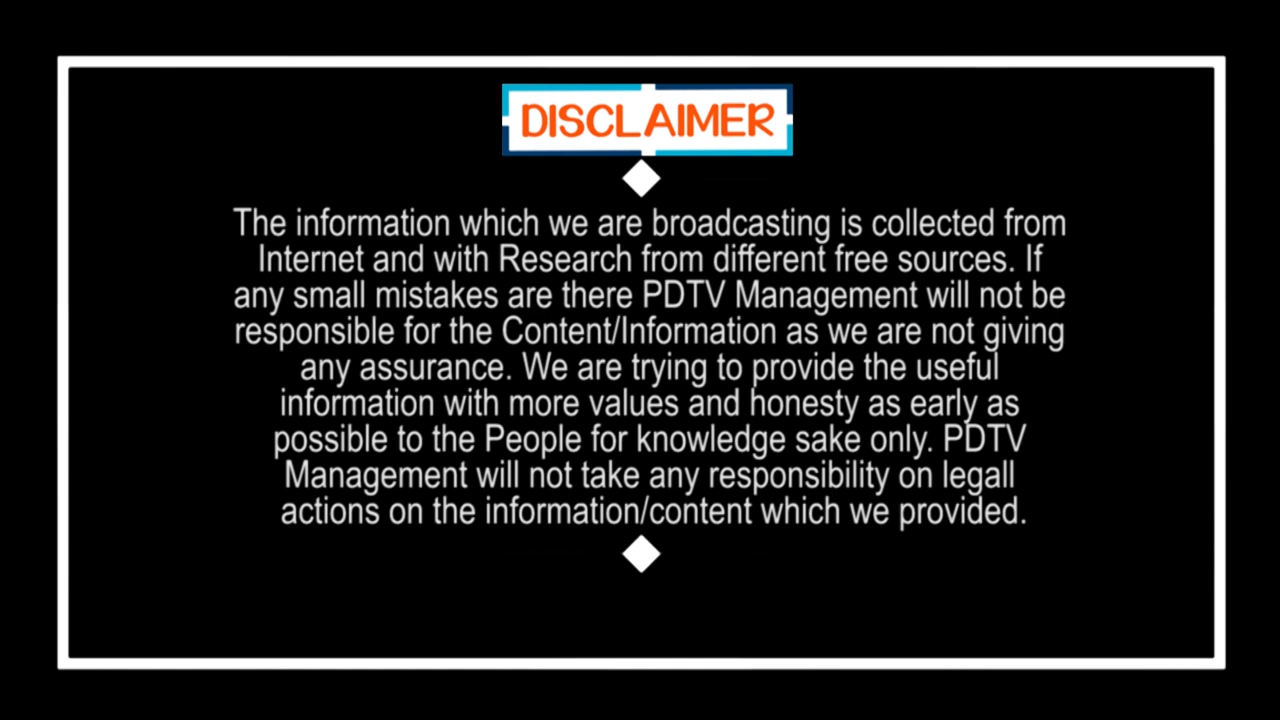 DISCLAIMER
The information which we are broadcasting is collected from
Internet and with Research from different free sources. If
any small mistakes are there PDTV Management will not be
responsible for the Content/Information as we are not giving
any assurance. We are trying to provide the useful
information with more values and honesty as early as
possible to the People for knowledge sake only. PDTV
Management will not take any responsibility on legall
actions on the information/content which we provided.